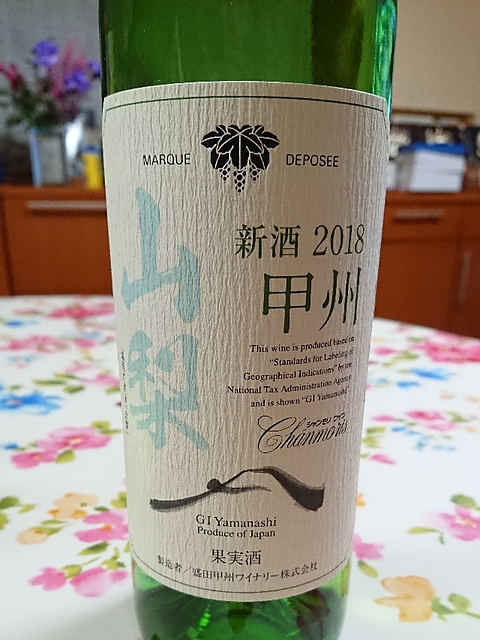 MARQUE DEPOSEE
山梨
新酒 2018
甲州
This wine is produced based on
"Standards for Labeling of
Geographical Indications" by the
National Tax Administration Agency
and is shown "GI Yamanashi"
シャンモリ ワイン
Chanmoris
GI Yamanashi
Produce of Japan
果実酒
製造者／盛田甲州ワイナリー株式会社